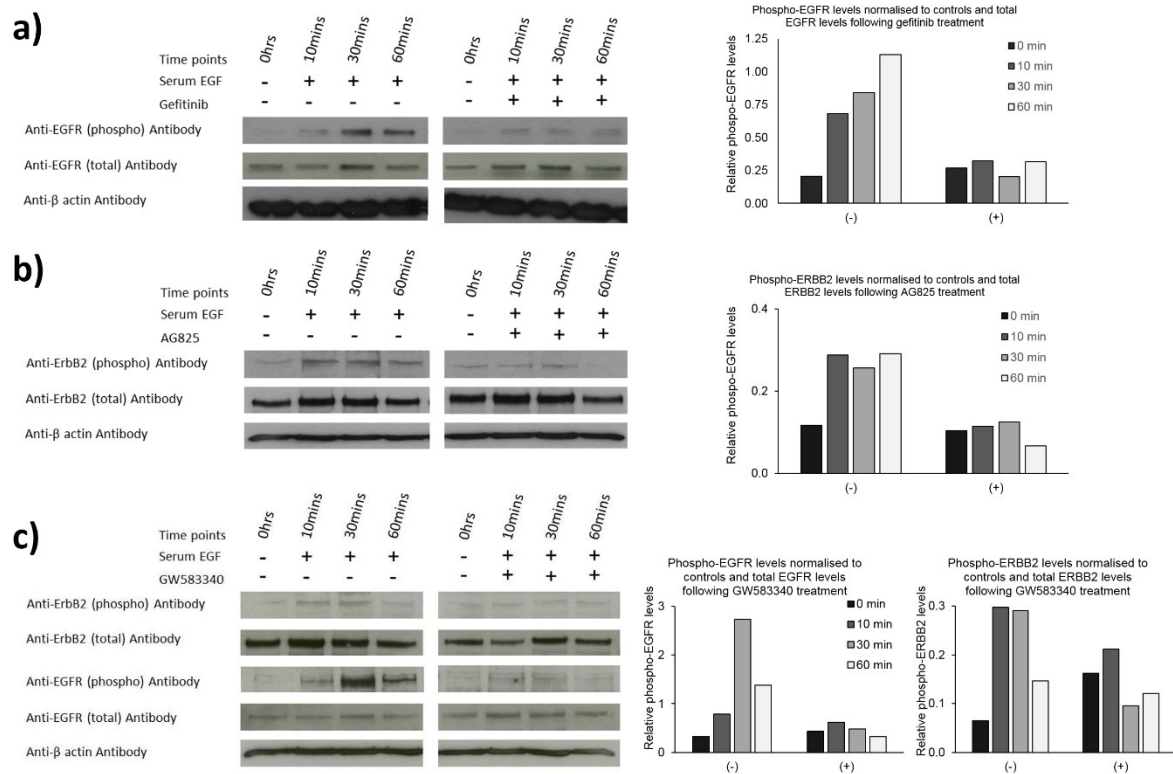 a)
Time points
0hrs 10mins 30mins 60mins 0hrs 10mins 30mins 60mins
Serum EGF - + + + - + + +
Gefitinib - - - - - + + +
Anti-EGFR (phospho) Antibody
Anti-EGFR (total) Antibody
Anti-β actin Antibody
Phospho-EGFR levels normalised to controls and total
EGFR levels following gefitinib treatment
Relative phospo-EGFR levels
1.25
1.00
0.75
0.50
0.25
0.00
0 min
10 min
30 min
60 min
(-) (+)
b)
Time points
0hrs 10mins 30mins 60mins 0hrs 10mins 30mins 60mins
Serum EGF - + + + - + + +
AG825 - - - - - + + +
Anti-ErbB2 (phospho) Antibody
Anti-ErbB2 (total) Antibody
Anti-β actin Antibody
Phospho-ERBB2 levels normalised to controls and total
ERBB2 levels following AG825 treatment
Relative phospo-EGFR levels
0.4
0.2
0.0
0 min
10 min
30 min
60 min
(-) (+)
c)
Time points
0hrs 10mins 30mins 60mins 0hrs 10mins 30mins 60mins
Serum EGF - + + + - + + +
GW583340 - - - - - + + +
Anti-ErbB2 (phospho) Antibody
Anti-ErbB2 (total) Antibody
Anti-EGFR (phospho) Antibody
Anti-EGFR (total) Antibody
Anti-β actin Antibody
Phospho-EGFR levels normalised to
controls and total EGFR levels
following GW583340 treatment
Relative phospo-EGFR levels
3
2
1
0
0 min
10 min
30 min
60 min
(-) (+)
Phospho-ERBB2 levels normalised to
controls and total ERBB2 levels
following GW583340 treatment
Relative phospo-ERBB2 levels
0.3
0.2
0.1
0.0
0 min
10 min
30 min
60 min
(-) (+)